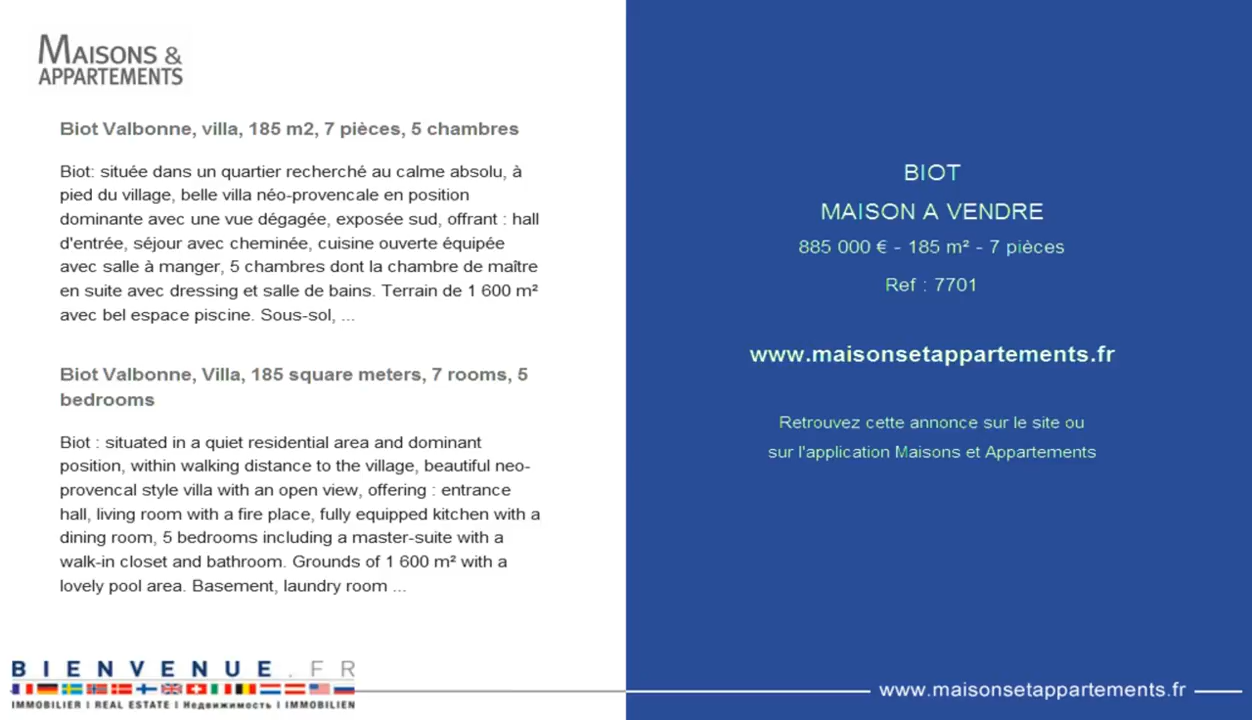 MAISONS &
APPARTEMENTS
Biot Valbonne, villa, 185 m2, 7 pièces, 5 chambres
Biot: située dans un quartier recherché au calme absolu, à
pied du village, belle villa néo-provencale en position
dominante avec une vue dégagée, exposée sud, offrant : hall
d'entrée, séjour avec cheminée, cuisine ouverte équipée
avec salle à manger, 5 chambres dont la chambre de maître
en suite avec dressing et salle de bains. Terrain de 1 600 m²
avec bel espace piscine. Sous-sol, ...
Biot Valbonne, Villa, 185 square meters, 7 rooms, 5
bedrooms
Biot : situated in a quiet residential area and dominant
position, within walking distance to the village, beautiful neo-
provencal style villa with an open view, offering : entrance
hall, living room with a fire place, fully equipped kitchen with a
dining room, 5 bedrooms including a master-suite with a
walk-in closet and bathroom. Grounds of 1 600 m² with a
lovely pool area. Basement, laundry room ...
BIENVENUE.FR
IMMOBILIER I REAL ESTATE I Недвижимость I IMMOBILIEN
BIOT
MAISON A VENDRE
885 000 € - 185 m² - 7 pièces
Ref : 7701
www.maisonsetappartements.fr
Retrouvez cette annonce sur le site ou
sur l'application Maisons et Appartements
www.maisonsetappartements.fr